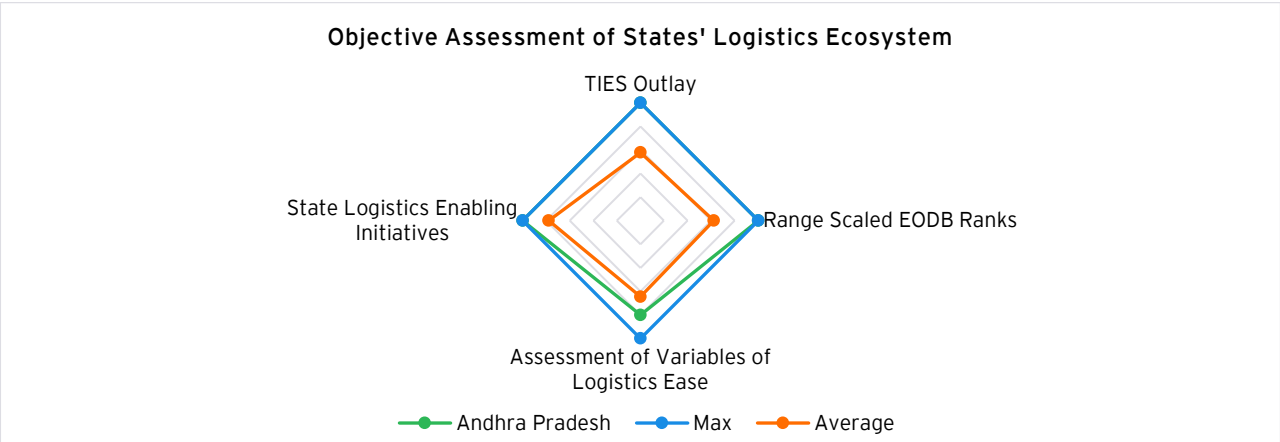 Objective Assessment of States' Logistics Ecosystem
TIES Outlay
State Logistics Enabling
Initiatives
Range Scaled EODB Ranks
Assessment of Variables of
Logistics Ease
Andhra Pradesh
Max
Average